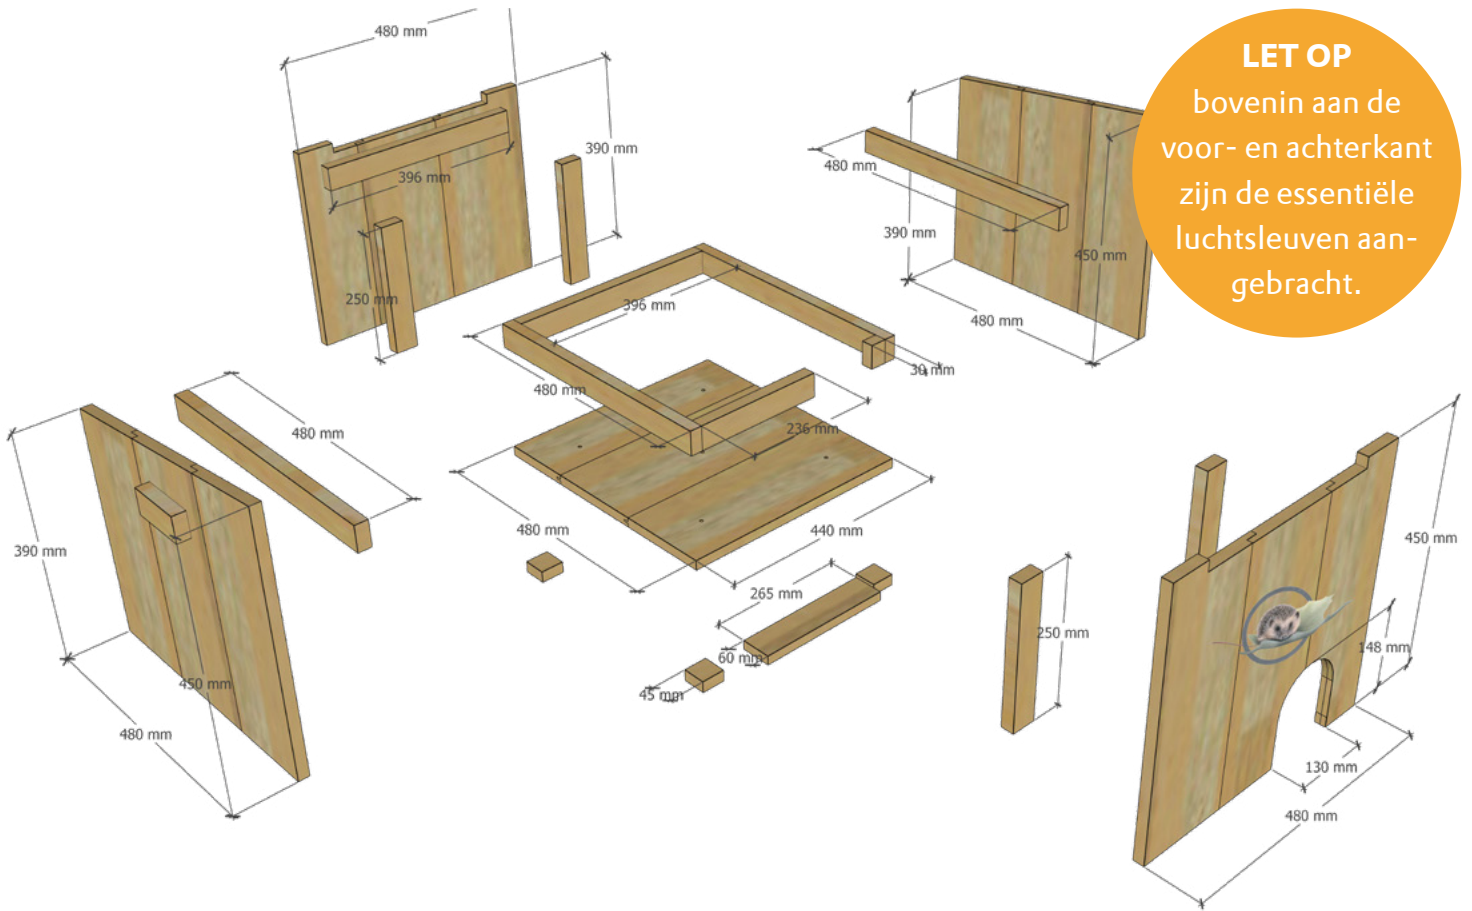 LET OP
bovenin aan de
voor- en achterkant
zijn de essentiële
luchtsleuven aan-
gebracht.
480 mm
390 mm
396 mm
250 mm
480 mm
390 mm
450 mm
480 mm
396 mm
480 mm
30 mm
236 mm
480 mm
440 mm
480 mm
390 mm
450 mm
480 mm
265 mm
60 mm
45 mm
250 mm
450 mm
148 mm
130 mm
480 mm